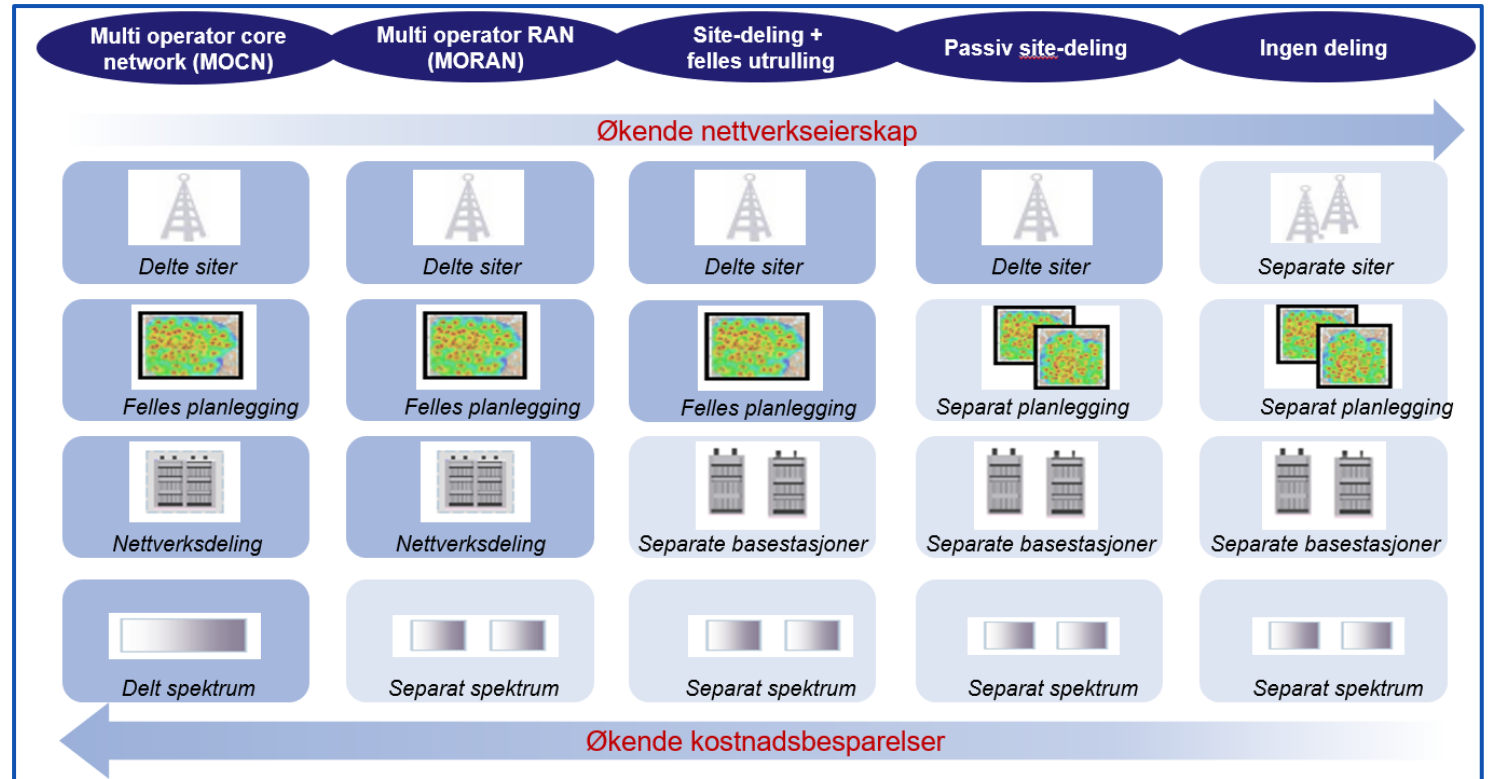 Multi operator core
network (MOCN)
Multi operator RAN
(MORAN)
Site-deling +
felles utrulling
Passiv site-deling
Ingen deling
Økende nettverkseierskap
Delte siter
Delte siter
Delte siter
Delte siter
Separate siter
Felles planlegging
Felles planlegging
Felles planlegging
Separat planlegging
Separat planlegging
Nettverksdeling
Nettverksdeling
Separate basestasjoner
Separate basestasjoner
Separate basestasjoner
Delt spektrum
Separat spektrum
Separat spektrum
Separat spektrum
Separat spektrum
Økende kostnadsbesparelser